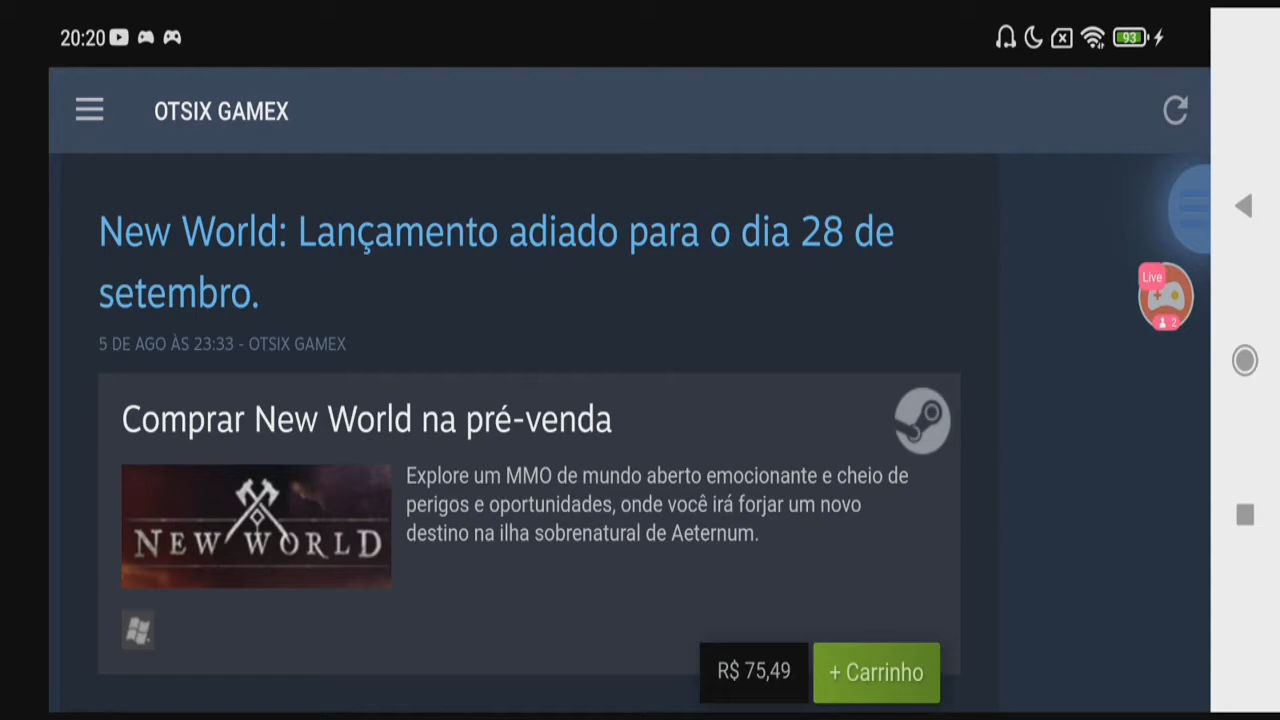 20:20
93
OTSIX GAMEX
Live
2
New World: Lançamento adiado para o dia 28 de
setembro.
5 DE AGO ÀS 23:33 - OTSIX GAMEX
Comprar New World na pré-venda
NEW WORLD
Explore um MMO de mundo aberto emocionante e cheio de
perigos e oportunidades, onde você irá forjar um novo
destino na ilha sobrenatural de Aeternum.
R$ 75,49
+ Carrinho